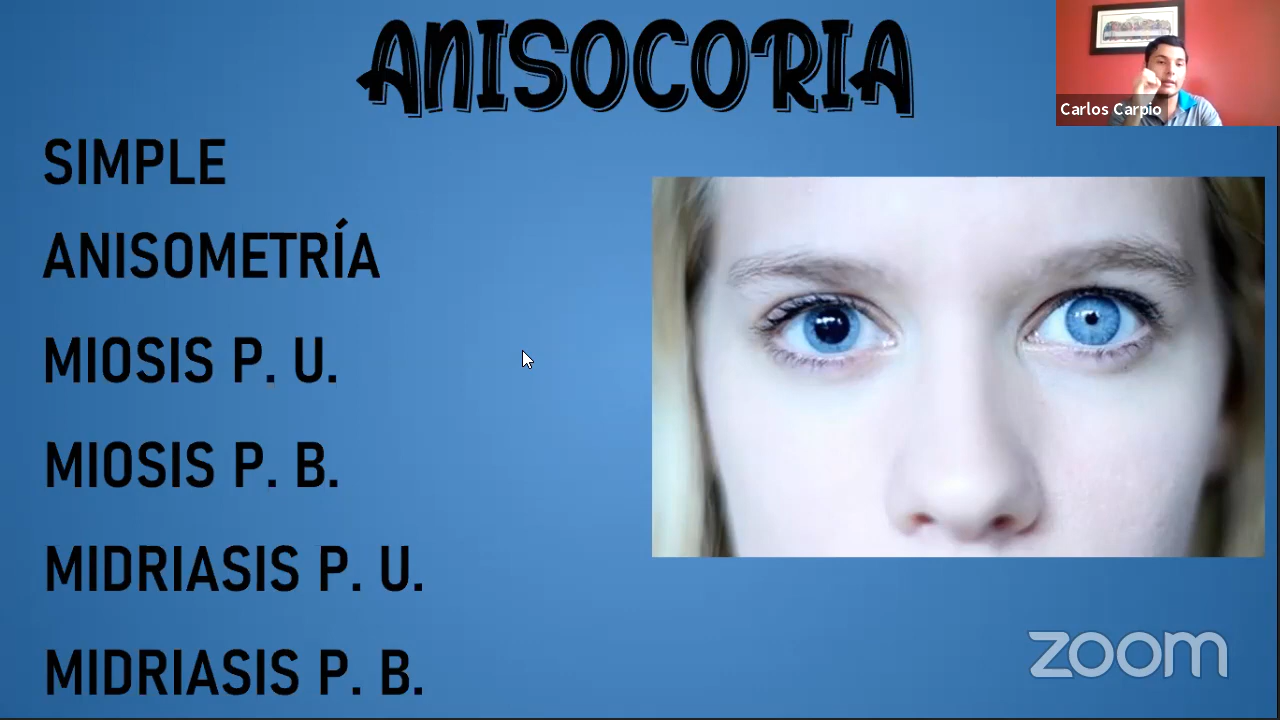 ANISOCORIA
Carlos Carpio
SIMPLE
ANISOMETRÍA
MIOSIS P. U.
MIOSIS P. B.
MIDRIASIS P. U.
MIDRIASIS P. B.
zoom